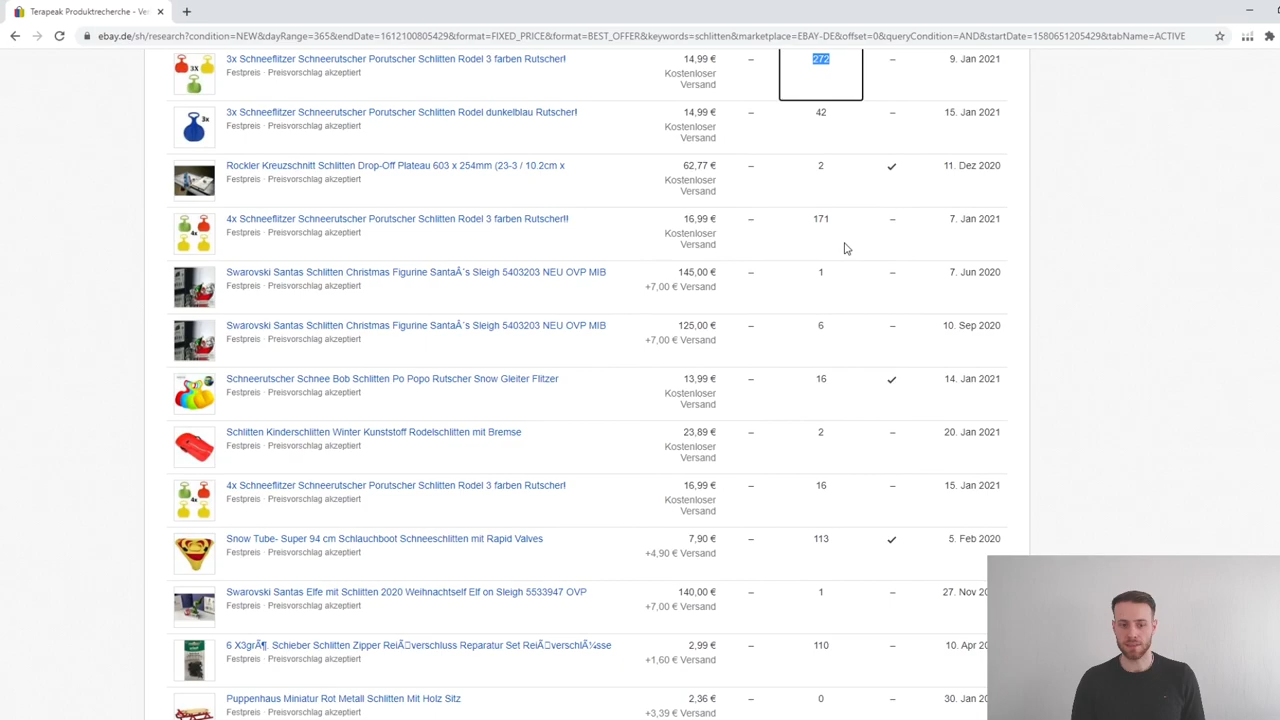 Terapeak Produktrecherche - Ver
ebay.de/sh/research?condition=NEW&dayRange=365&endDate=1612100805429&format=FIXED_PRICE&format=BEST_OFFER&keywords=schlitten&marketplace=EBAY-DE&offset=0&queryCondition=AND&startDate=1580651205429&tabName=ACTIVE
3x Schneeflitzer Schneerutscher Porutscher Schlitten Rodel 3 farben Rutscher! 14,99 € – 272 – 9. Jan 2021
Festpreis · Preisvorschlag akzeptiert Kostenloser
Versand
3x Schneeflitzer Schneerutscher Porutscher Schlitten Rodel dunkelblau Rutscher! 14,99 € – 42 – 15. Jan 2021
Festpreis · Preisvorschlag akzeptiert Kostenloser
Versand
Rockler Kreuzschnitt Schlitten Drop-Off Plateau 603 x 254mm (23-3 / 10.2cm x 62,77 € – 2 ✓ 11. Dez 2020
Festpreis · Preisvorschlag akzeptiert Kostenloser
Versand
4x Schneeflitzer Schneerutscher Porutscher Schlitten Rodel 3 farben Rutscher!! 16,99 € – 171 – 7. Jan 2021
Festpreis · Preisvorschlag akzeptiert Kostenloser
Versand
Swarovski Santas Schlitten Christmas Figurine SantaÂ´s Sleigh 5403203 NEU OVP MIB 145,00 € – 1 – 7. Jun 2020
Festpreis · Preisvorschlag akzeptiert +7,00 € Versand
Swarovski Santas Schlitten Christmas Figurine SantaÂ´s Sleigh 5403203 NEU OVP MIB 125,00 € – 6 – 10. Sep 2020
Festpreis · Preisvorschlag akzeptiert +7,00 € Versand
Schneerutscher Schnee Bob Schlitten Po Popo Rutscher Snow Gleiter Flitzer 13,99 € – 16 ✓ 14. Jan 2021
Festpreis · Preisvorschlag akzeptiert Kostenloser
Versand
Schlitten Kinderschlitten Winter Kunststoff Rodelschlitten mit Bremse 23,89 € – 2 – 20. Jan 2021
Festpreis · Preisvorschlag akzeptiert Kostenloser
Versand
4x Schneeflitzer Schneerutscher Porutscher Schlitten Rodel 3 farben Rutscher! 16,99 € – 16 – 15. Jan 2021
Festpreis · Preisvorschlag akzeptiert Kostenloser
Versand
Snow Tube- Super 94 cm Schlauchboot Schneeschlitten mit Rapid Valves 7,90 € – 113 ✓ 5. Feb 2020
Festpreis · Preisvorschlag akzeptiert +4,90 € Versand
Swarovski Santas Elfe mit Schlitten 2020 Weihnachtself Elf on Sleigh 5533947 OVP 140,00 € – 1 – 27. Nov 20
Festpreis · Preisvorschlag akzeptiert +7,00 € Versand
6 X3grÃ¶. Schieber Schlitten Zipper ReiÃ□verschluss Reparatur Set ReiÃ□verschlÃ¼sse 2,99 € – 110 – 10. Apr 20
Festpreis · Preisvorschlag akzeptiert +1,60 € Versand
Puppenhaus Miniatur Rot Metall Schlitten Mit Holz Sitz 2,36 € – 0 – 30. Jan 20
Festpreis · Preisvorschlag akzeptiert +3,39 € Versand